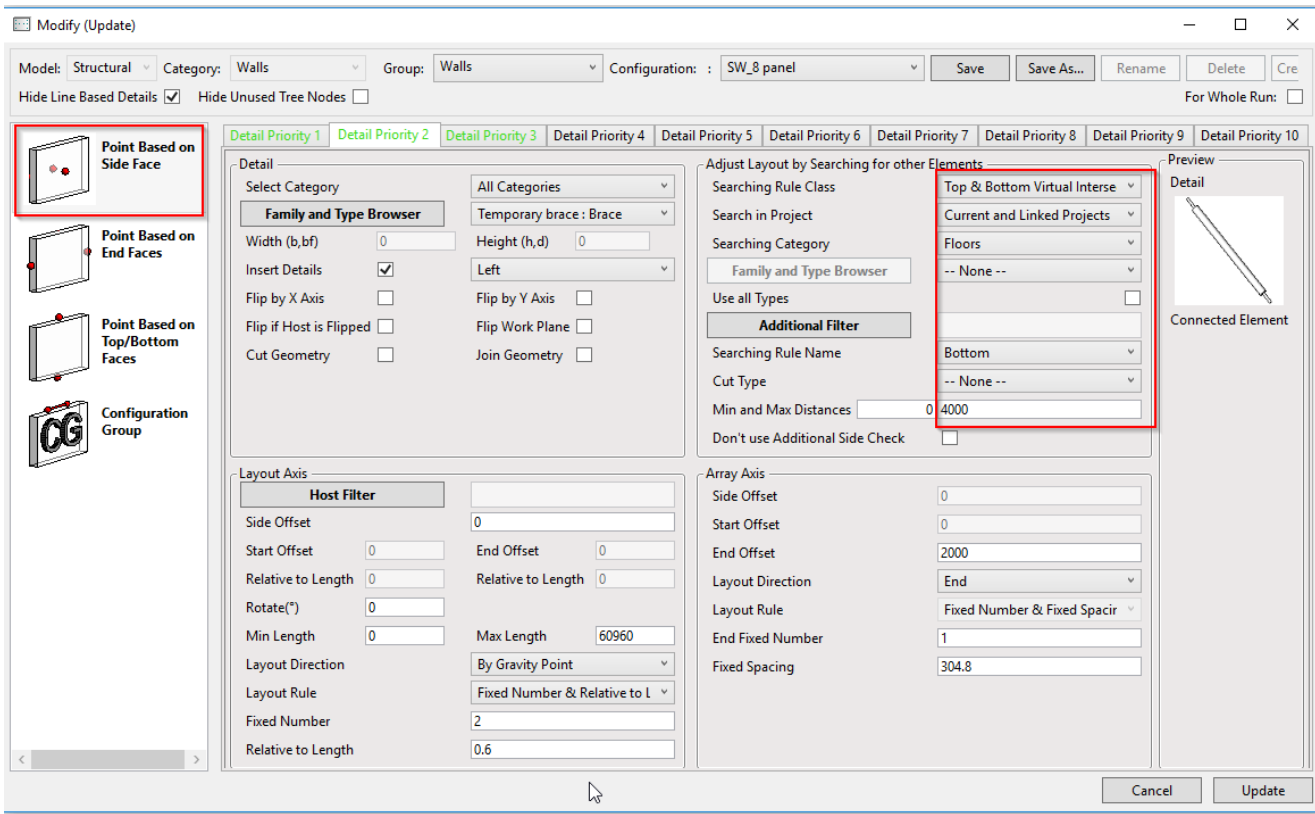 Modify (Update)
Model: Structural Category: Walls Group: Walls Configuration: : SW_8 panel Save Save As... Rename Delete Cre
Hide Line Based Details Hide Unused Tree Nodes For Whole Run:
Point Based on
Side Face
Point Based on
End Faces
Point Based on
Top/Bottom
Faces
CG
Configuration
Group
Detail Priority 1 Detail Priority 2 Detail Priority 3 Detail Priority 4 Detail Priority 5 Detail Priority 6 Detail Priority 7 Detail Priority 8 Detail Priority 9 Detail Priority 10
Detail
Select Category All Categories
Family and Type Browser Temporary brace : Brace
Width (b,bf) 0 Height (h,d) 0
Insert Details Left
Flip by X Axis Flip by Y Axis
Flip if Host is Flipped Flip Work Plane
Cut Geometry Join Geometry
Adjust Layout by Searching for other Elements
Searching Rule Class Top & Bottom Virtual Interse
Search in Project Current and Linked Projects
Searching Category Floors
Family and Type Browser -- None --
Use all Types
Additional Filter
Searching Rule Name Bottom
Cut Type -- None --
Min and Max Distances 0 4000
Don't use Additional Side Check
Preview
Detail
Connected Element
Layout Axis
Host Filter
Side Offset 0
Start Offset 0 End Offset 0
Relative to Length 0 Relative to Length 0
Rotate(°) 0
Min Length 0 Max Length 60960
Layout Direction By Gravity Point
Layout Rule Fixed Number & Relative to L
Fixed Number 2
Relative to Length 0.6
Array Axis
Side Offset 0
Start Offset 0
End Offset 2000
Layout Direction End
Layout Rule Fixed Number & Fixed Spacir
End Fixed Number 1
Fixed Spacing 304.8
Cancel Update